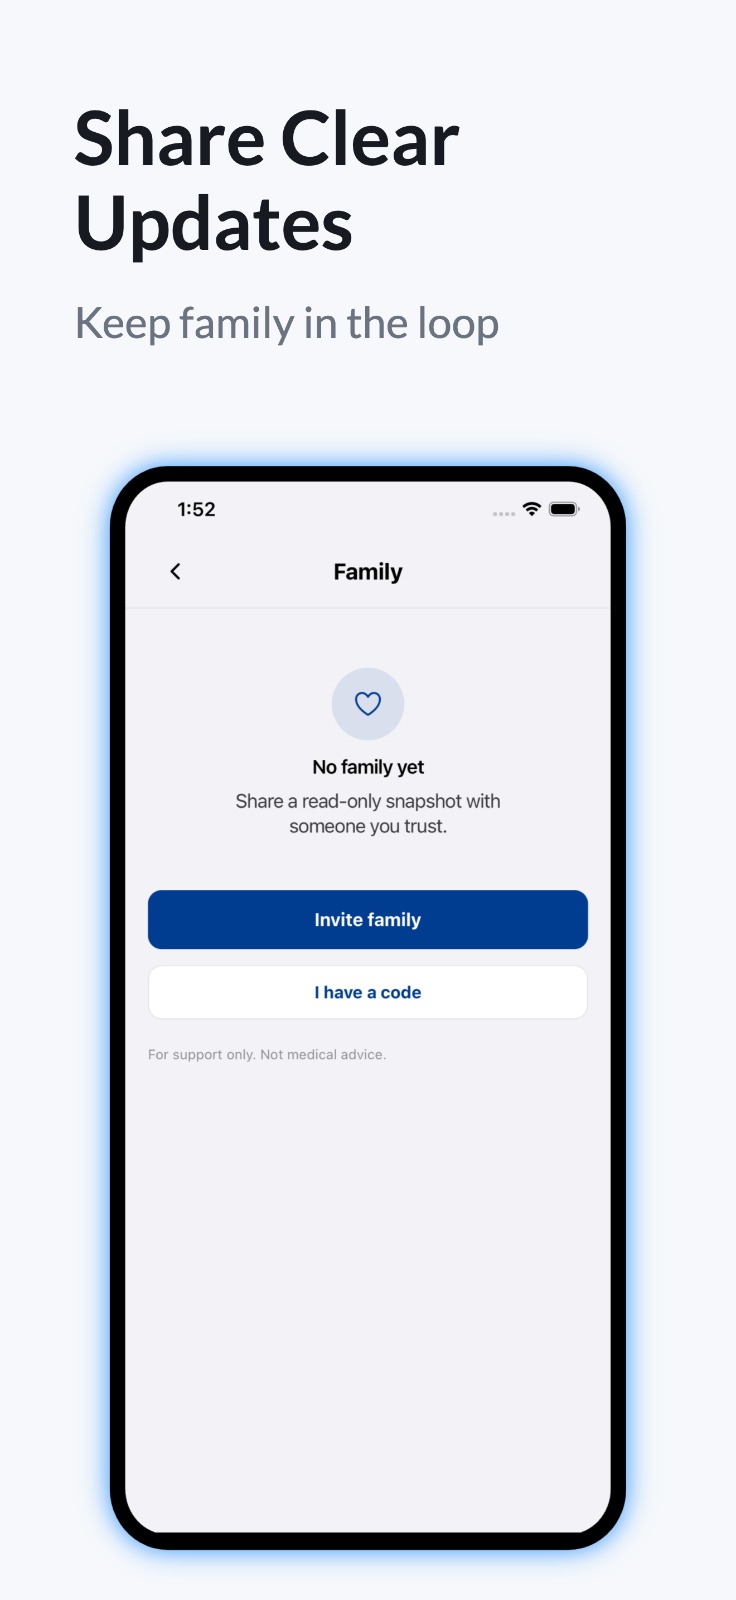 Share Clear
Updates
Keep family in the loop
1:52
Family
No family yet
Share a read-only snapshot with
someone you trust.
Invite family
I have a code
For support only. Not medical advice.